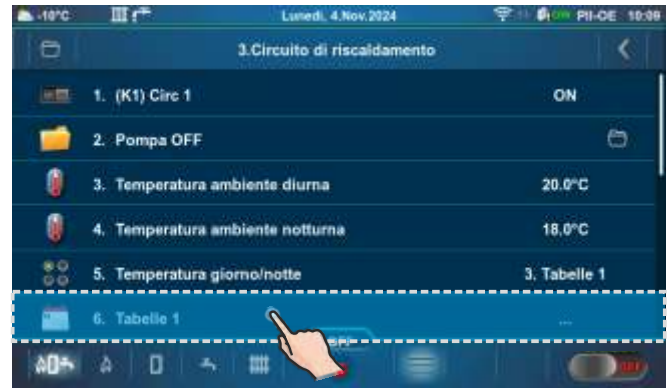 -10°C Lunedì, 4.Nov.2024 PII-OE 10:09
3.Circuito di riscaldamento
1. (K1) Circ 1 ON
2. Pompa OFF
3. Temperatura ambiente diurna 20.0°C
4. Temperatura ambiente notturna 18.0°C
5. Temperatura giorno/notte 3. Tabelle 1
6. Tabelle 1 ...
OFF
OFF